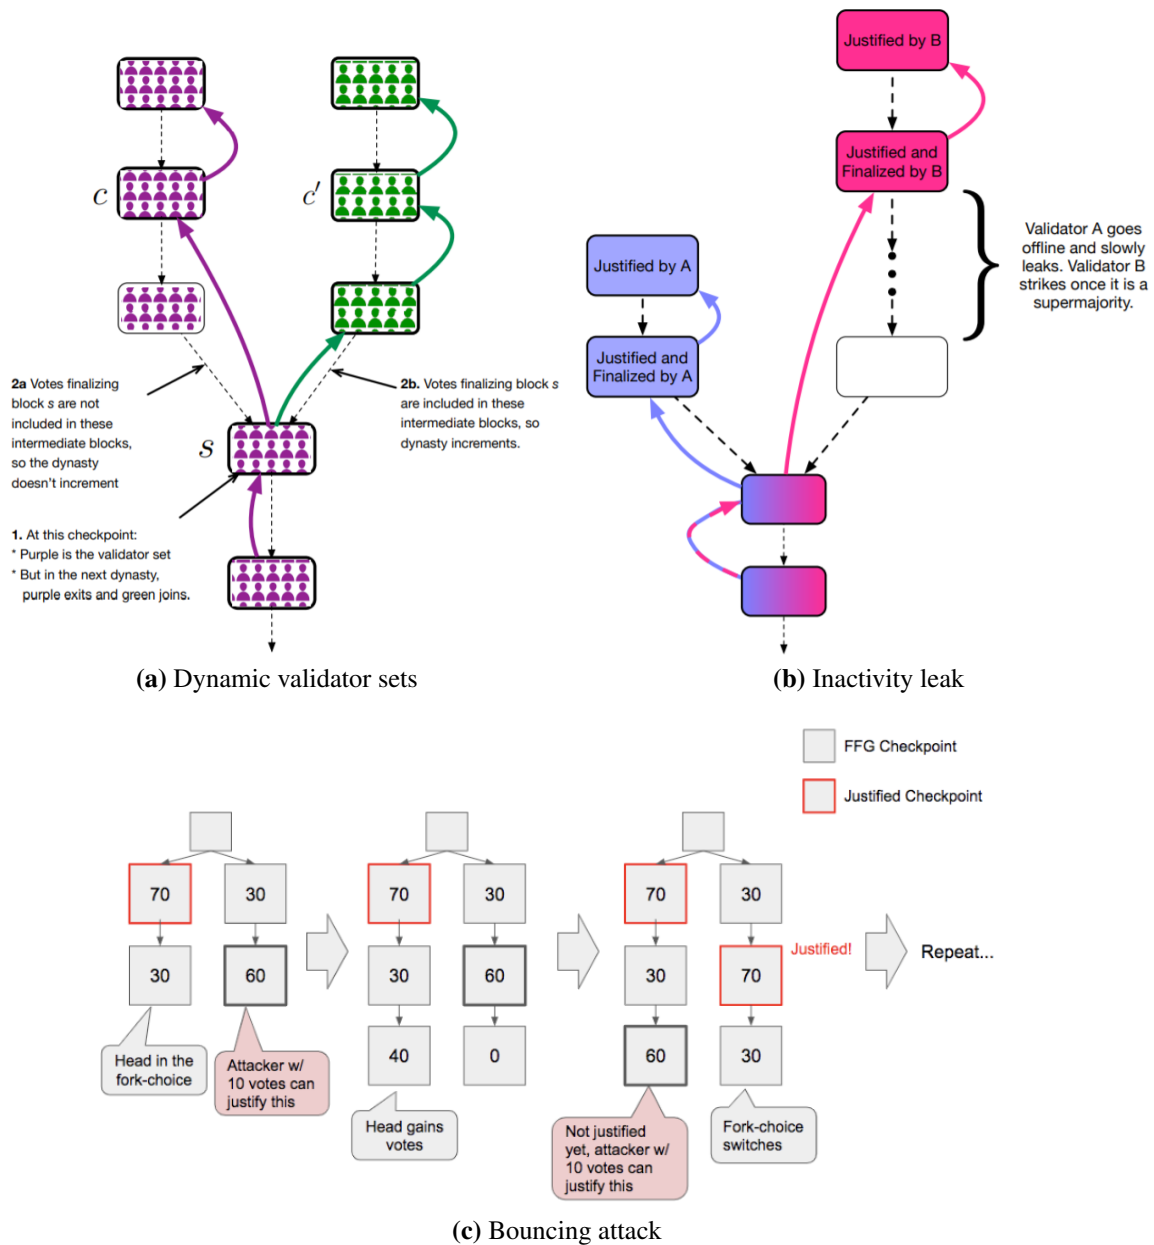 c
c′
2a Votes finalizing
block s are not
included in these
intermediate blocks,
so the dynasty
doesn't increment
2b. Votes finalizing block s
are included in these
intermediate blocks, so
dynasty increments.
s
1. At this checkpoint:
* Purple is the validator set
* But in the next dynasty,
purple exits and green joins.
(a) Dynamic validator sets
Justified by B
Justified and
Finalized by B
Validator A goes
offline and slowly
leaks. Validator B
strikes once it is a
supermajority.
Justified by A
Justified and
Finalized by A
(b) Inactivity leak
FFG Checkpoint
Justified Checkpoint
70 30
30 60
Head in the
fork-choice
Attacker w/
10 votes can
justify this
70 30
30 60
40 0
Head gains
votes
70 30
30 70
Justified!
60 30
Not justified
yet, attacker w/
10 votes can
justify this
Fork-choice
switches
Repeat...
(c) Bouncing attack